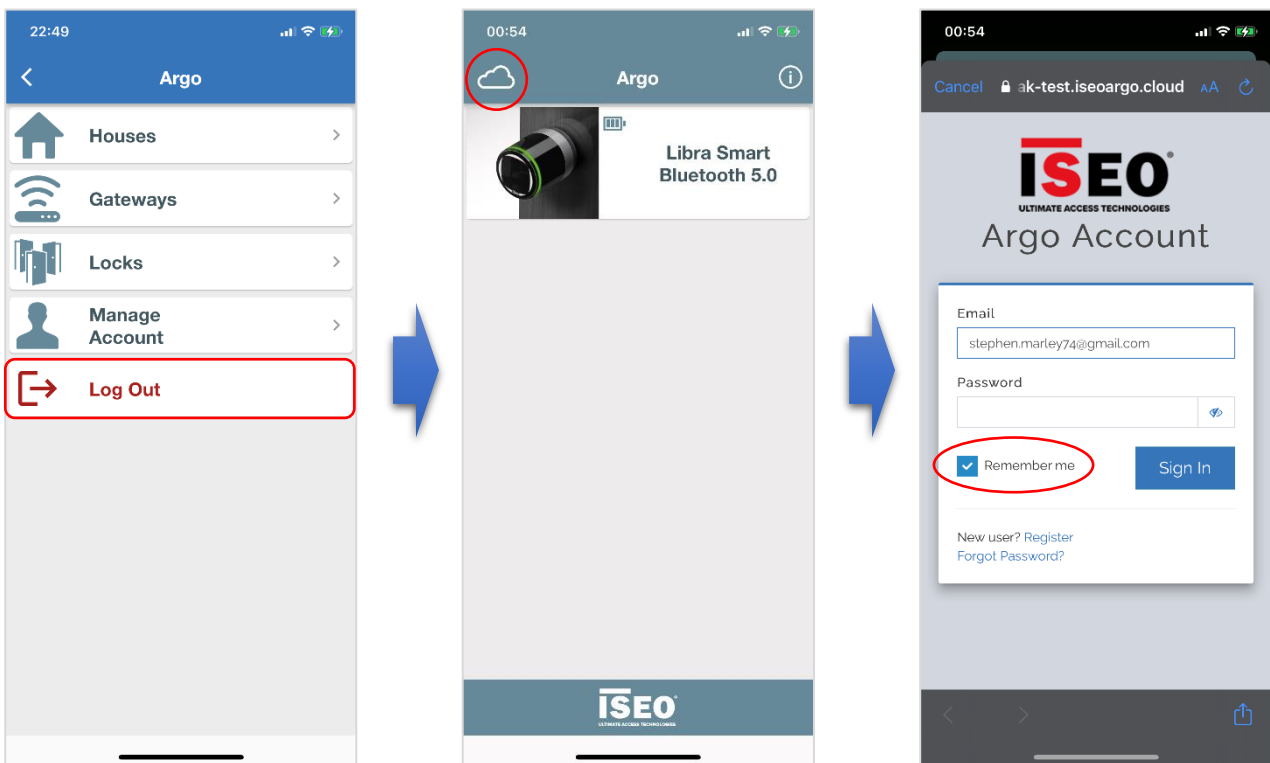 22:49
Argo
Houses
Gateways
Locks
Manage
Account
Log Out
00:54
Argo
Libra Smart
Bluetooth 5.0
ISEO
ULTIMATE ACCESS TECHNOLOGIES
00:54
Cancel ak-test.iseoargo.cloud AA
ISEO
ULTIMATE ACCESS TECHNOLOGIES
Argo Account
Email
stephen.marley74@gmail.com
Password
Remember me
Sign In
New user? Register
Forgot Password?